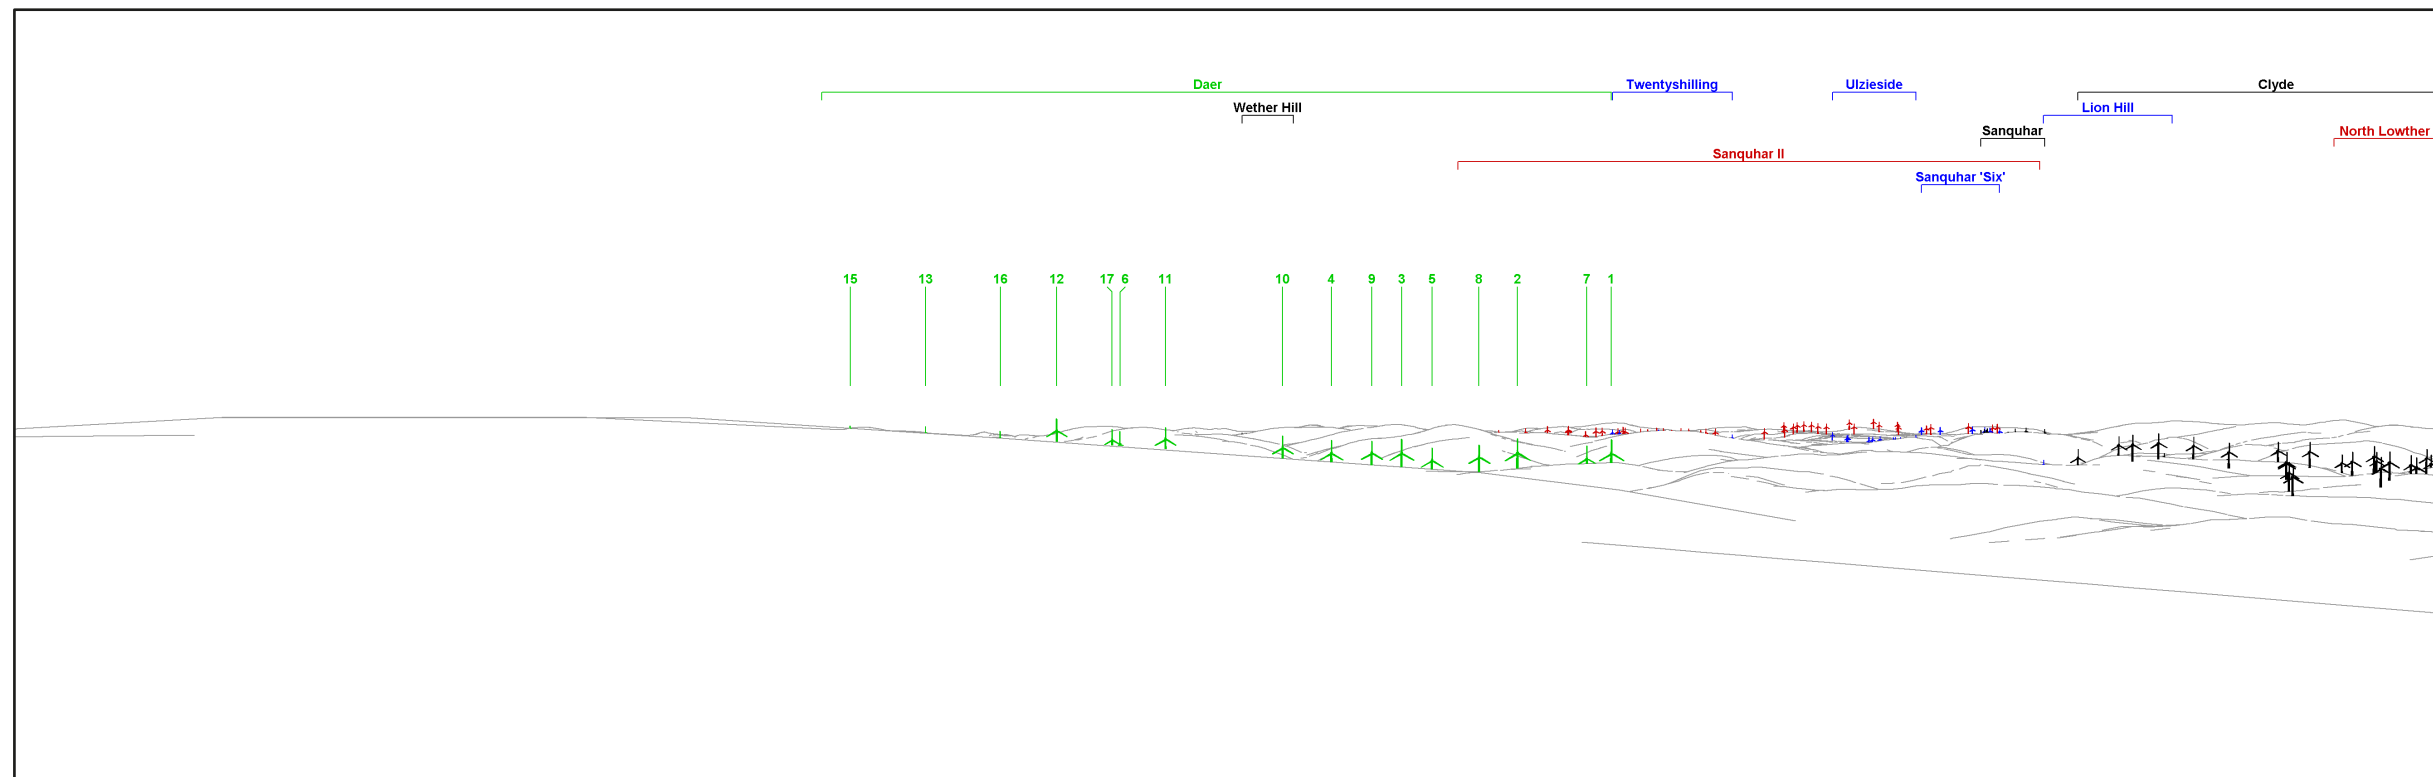 Daer Twentyshilling Ulzieside Clyde
Wether Hill Lion Hill
Sanquhar North Lowther
Sanquhar II
Sanquhar 'Six'
15 13 16 12 17 6 11 10 4 9 3 5 8 2 7 1